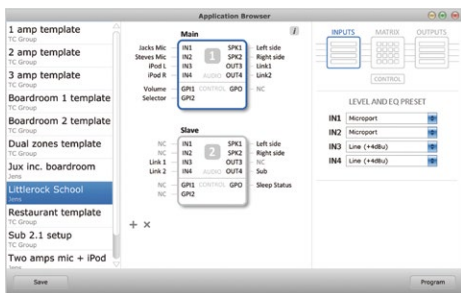 Application Browser
1 amp template
TC Group
2 amp template
TC Group
3 amp template
TC Group
Boardroom 1 template
TC Group
Boardroom 2 template
TC Group
Dual zones template
TC Group
Jux inc. boardroom
Jens
Littlerock School
Jens
Restaurant template
TC Group
Sub 2.1 setup
TC Group
Two amps mic + iPod
Jens
Main
i
Jacks Mic IN1 1 SPK1 Left side
Steves Mic IN2 SPK2 Right side
iPod L IN3 OUT3 Link1
iPod R IN4 AUDIO OUT4 Link2
Volume GPI1 CONTROL GPO NC
Selector GPI2
Slave
NC IN1 2 SPK1 Left side
NC IN2 SPK2 Right side
Link 1 IN3 OUT3 NC
Link 2 IN4 AUDIO OUT4 Sub
NC GPI1 CONTROL GPO Sleep Status
NC GPI2
+ ×
INPUTS MATRIX OUTPUTS
CONTROL
LEVEL AND EQ PRESET
IN1 Microport
IN2 Microport
IN3 Line (+4dBu)
IN4 Line (+4dBu)
Save
Program